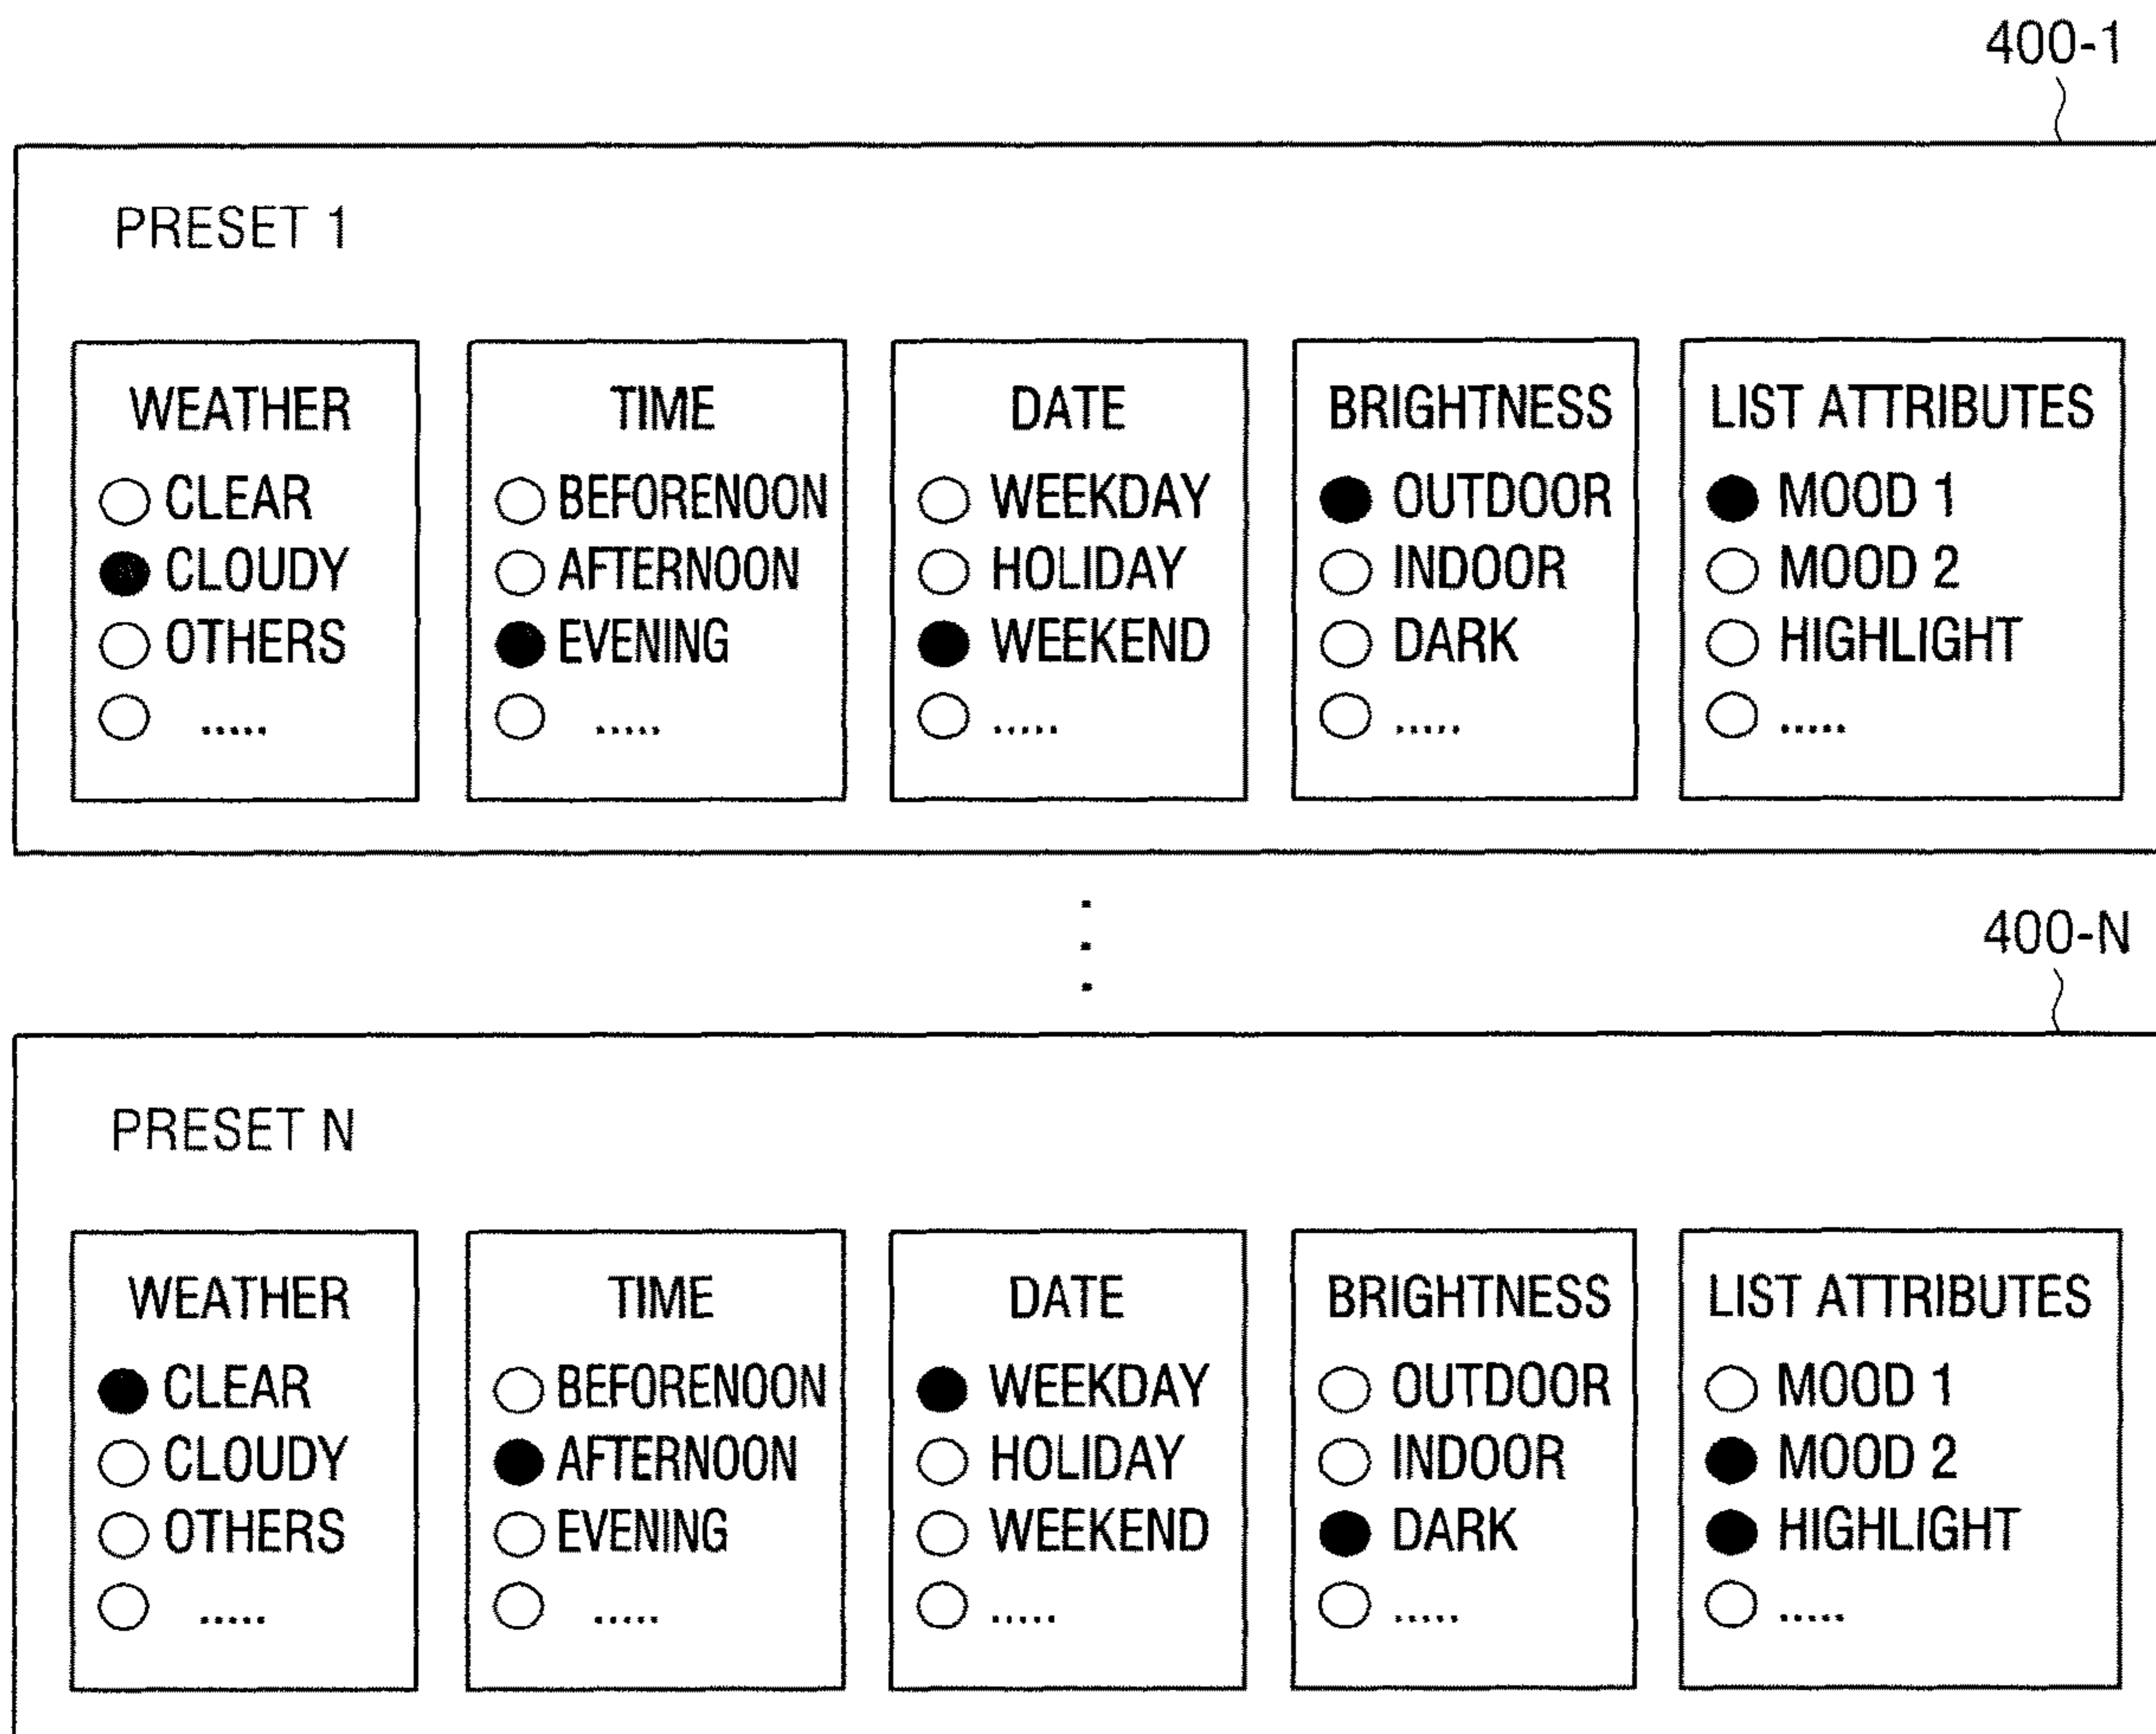 400-1
PRESET 1
WEATHER
CLEAR
CLOUDY
OTHERS
.....
TIME
BEFORENOON
AFTERNOON
EVENING
.....
DATE
WEEKDAY
HOLIDAY
WEEKEND
.....
BRIGHTNESS
OUTDOOR
INDOOR
DARK
.....
LIST ATTRIBUTES
MOOD 1
MOOD 2
HIGHLIGHT
.....
400-N
PRESET N
WEATHER
CLEAR
CLOUDY
OTHERS
.....
TIME
BEFORENOON
AFTERNOON
EVENING
.....
DATE
WEEKDAY
HOLIDAY
WEEKEND
.....
BRIGHTNESS
OUTDOOR
INDOOR
DARK
.....
LIST ATTRIBUTES
MOOD 1
MOOD 2
HIGHLIGHT
.....